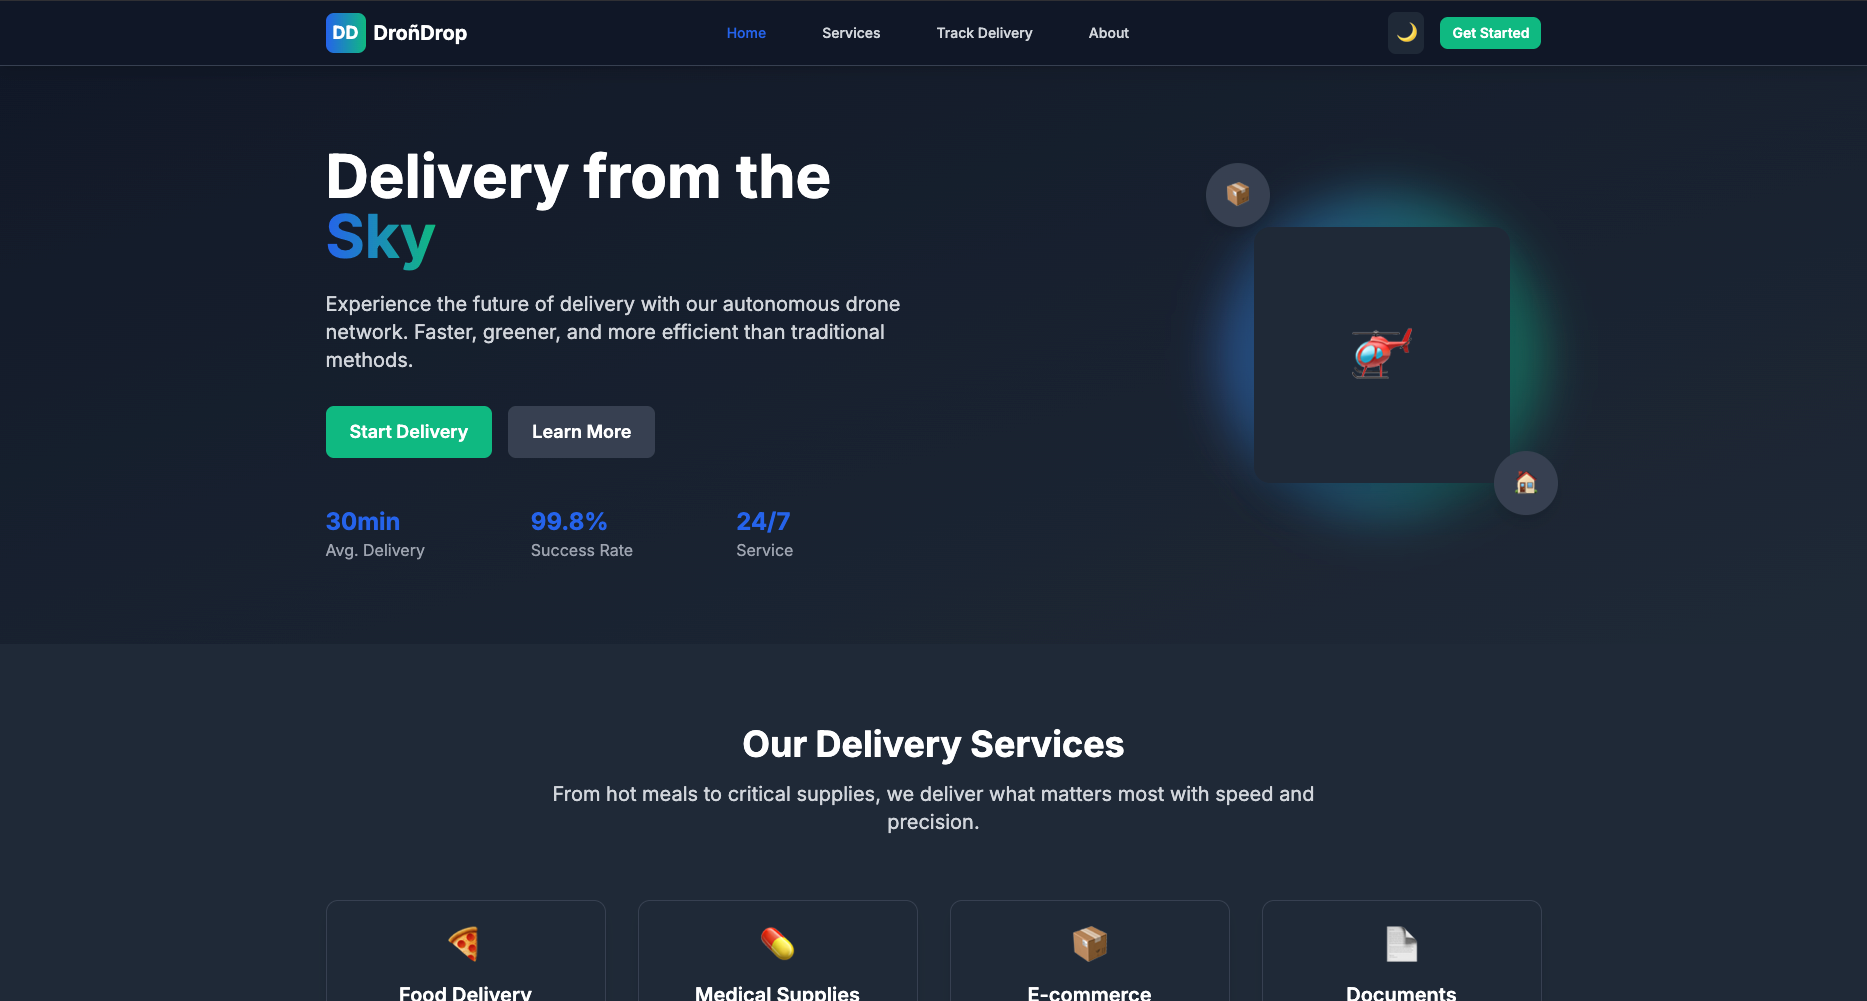 DD DroñDrop
Home
Services
Track Delivery
About
Get Started
Delivery from the
Sky
Experience the future of delivery with our autonomous drone
network. Faster, greener, and more efficient than traditional
methods.
Start Delivery
Learn More
30min
Avg. Delivery
99.8%
Success Rate
24/7
Service
Our Delivery Services
From hot meals to critical supplies, we deliver what matters most with speed and
precision.
Food Delivery
Medical Supplies
E-commerce
Documents